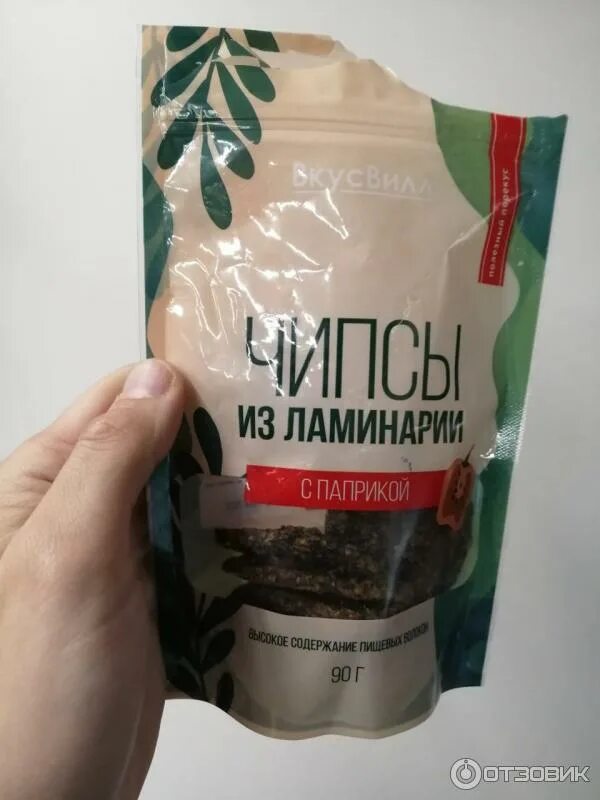 ВкусВилл
полезный перекус
ЧИПСЫ
ИЗ ЛАМИНАРИИ
С ПАПРИКОЙ
ВЫСОКОЕ СОДЕРЖАНИЕ ПИЩЕВЫХ ВОЛОКОН
90 Г
ОТЗОВИК